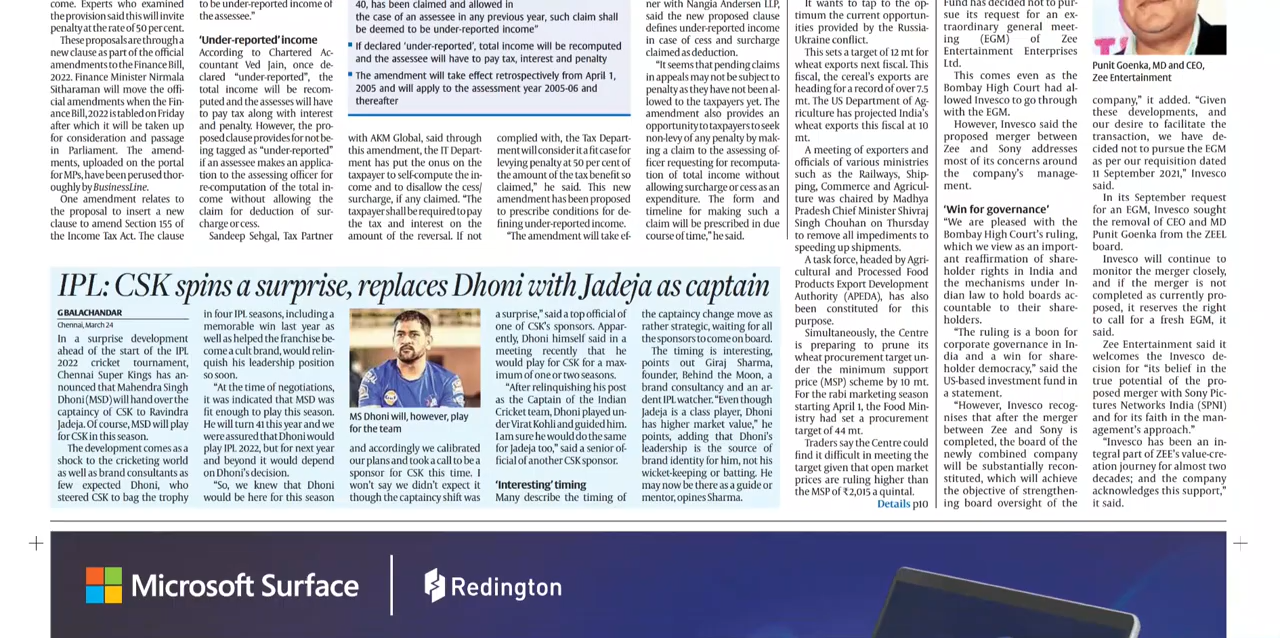 come. Experts who examined
the provision said this will invite
penalty at the rate of 50 per cent.
These proposals are through a
new clause as part of the official
amendments to the Finance Bill,
2022. Finance Minister Nirmala
Sitharaman will move the offi-
cial amendments when the Fin-
ance Bill, 2022 is tabled on Friday
after which it will be taken up
for consideration and passage
in Parliament. The amend-
ments, uploaded on the portal
for MPs, have been perused thor-
oughly by BusinessLine.
One amendment relates to
the proposal to insert a new
clause to amend Section 155 of
the Income Tax Act. The clause
to be under-reported income of
the assessee."
'Under-reported' income
According to Chartered Ac-
countant Ved Jain, once de-
clared "under-reported", the
total income will be recom-
puted and the assesses will have
to pay tax along with interest
and penalty. However, the pro-
posed clause provides for not be-
ing tagged as "under-reported"
if an assessee makes an applica-
tion to the assessing officer for
re-computation of the total in-
come without allowing the
claim for deduction of sur-
charge or cess.
Sandeep Sehgal, Tax Partner
40, has been claimed and allowed in
the case of an assessee in any previous year, such claim shall
be deemed to be under-reported income"
If declared 'under-reported', total income will be recomputed
and the assessee will have to pay tax, interest and penalty
The amendment will take effect retrospectively from April 1,
2005 and will apply to the assessment year 2005-06 and
thereafter
with AKM Global, said through
this amendment, the IT Depart-
ment has put the onus on the
taxpayer to self-compute the in-
come and to disallow the cess/
surcharge, if any claimed. "The
taxpayer shall be required to pay
the tax and interest on the
amount of the reversal. If not
complied with, the Tax Depart-
ment will consider it a fit case for
levying penalty at 50 per cent of
the amount of the tax benefit so
claimed," he said. This new
amendment has been proposed
to prescribe conditions for de-
fining under-reported income.
"The amendment will take ef-
ner with Nangia Andersen LLP,
said the new proposed clause
defines under-reported income
in case of cess and surcharge
claimed as deduction.
"It seems that pending claims
in appeals may not be subject to
penalty as they have not been al-
lowed to the taxpayers yet. The
amendment also provides an
opportunity to taxpayers to seek
non-levy of any penalty by mak-
ing a claim to the assessing of-
ficer requesting for recomputa-
tion of total income without
allowing surcharge or cess as an
expenditure. The form and
timeline for making such a
claim will be prescribed in due
course of time," he said.
It wants to tap to the op-
timum the current opportun-
ities provided by the Russia-
Ukraine conflict.
This sets a target of 12 mt for
wheat exports next fiscal. This
fiscal, the cereal's exports are
heading for a record of over 7.5
mt. The US Department of Ag-
riculture has projected India's
wheat exports this fiscal at 10
mt.
A meeting of exporters and
officials of various ministries
such as the Railways, Ship-
ping, Commerce and Agricul-
ture was chaired by Madhya
Pradesh Chief Minister Shivraj
Singh Chouhan on Thursday
to remove all impediments to
speeding up shipments.
A task force, headed by Agri-
cultural and Processed Food
Products Export Development
Authority (APEDA), has also
been constituted for this
purpose.
Simultaneously, the Centre
is preparing to prune its
wheat procurement target un-
der the minimum support
price (MSP) scheme by 10 mt.
For the rabi marketing season
starting April 1, the Food Min-
istry had set a procurement
target of 44 mt.
Traders say the Centre could
find it difficult in meeting the
target given that open market
prices are ruling higher than
the MSP of ₹2,015 a quintal.
Details p10
Fund has decided not to pur-
sue its request for an ex-
traordinary general meet-
ing (EGM) of Zee
Entertainment Enterprises
Ltd.
This comes even as the
Bombay High Court had al-
lowed Invesco to go through
with the EGM.
However, Invesco said the
proposed merger between
Zee and Sony addresses
most of its concerns around
the company's manage-
ment.
'Win for governance'
"We are pleased with the
Bombay High Court's ruling,
which we view as an import-
ant reaffirmation of share-
holder rights in India and
the mechanisms under In-
dian law to hold boards ac-
countable to their share-
holders.
"The ruling is a boon for
corporate governance in In-
dia and a win for share-
holder democracy," said the
US-based investment fund in
a statement.
"However, Invesco recog-
nises that after the merger
between Zee and Sony is
completed, the board of the
newly combined company
will be substantially recon-
stituted, which will achieve
the objective of strengthen-
ing board oversight of the
Punit Goenka, MD and CEO,
Zee Entertainment
company," it added. "Given
these developments, and
our desire to facilitate the
transaction, we have de-
cided not to pursue the EGM
as per our requisition dated
11 September 2021," Invesco
said.
In its September request
for an EGM, Invesco sought
the removal of CEO and MD
Punit Goenka from the ZEEL
board.
Invesco will continue to
monitor the merger closely,
and if the merger is not
completed as currently pro-
posed, it reserves the right
to call for a fresh EGM, it
said.
Zee Entertainment said it
welcomes the Invesco de-
cision for "its belief in the
true potential of the pro-
posed merger with Sony Pic-
tures Networks India (SPNI)
and for its faith in the man-
agement's approach."
"Invesco has been an in-
tegral part of ZEE's value-cre-
ation journey for almost two
decades; and the company
acknowledges this support,"
it said.
IPL: CSK spins a surprise, replaces Dhoni with Jadeja as captain
G BALACHANDAR
Chennai, March 24
In a surprise development
ahead of the start of the IPL
2022 cricket tournament,
Chennai Super Kings has an-
nounced that Mahendra Singh
Dhoni (MSD) will hand over the
captaincy of CSK to Ravindra
Jadeja. Of course, MSD will play
for CSK in this season.
The development comes as a
shock to the cricketing world
as well as brand consultants as
few expected Dhoni, who
steered CSK to bag the trophy
in four IPL seasons, including a
memorable win last year as
well as helped the franchise be-
come a cult brand, would relin-
quish his leadership position
so soon.
"At the time of negotiations,
it was indicated that MSD was
fit enough to play this season.
He will turn 41 this year and we
were assured that Dhoni would
play IPL 2022, but for next year
and beyond it would depend
on Dhoni's decision.
"So, we knew that Dhoni
would be here for this season
MS Dhoni will, however, play
for the team
and accordingly we calibrated
our plans and took a call to be a
sponsor for CSK this time. I
won't say we didn't expect it
though the captaincy shift was
a surprise," said a top official of
one of CSK's sponsors. Appar-
ently, Dhoni himself said in a
meeting recently that he
would play for CSK for a max-
imum of one or two seasons.
"After relinquishing his post
as the Captain of the Indian
Cricket team, Dhoni played un-
der Virat Kohli and guided him.
I am sure he would do the same
for Jadeja too," said a senior of-
ficial of another CSK sponsor.
'Interesting' timing
Many describe the timing of
the captaincy change move as
rather strategic, waiting for all
the sponsors to come on board.
The timing is interesting,
points out Giraj Sharma,
founder, Behind the Moon, a
brand consultancy and an ar-
dent IPL watcher. "Even though
Jadeja is a class player, Dhoni
has higher market value," he
points, adding that Dhoni's
leadership is the source of
brand identity for him, not his
wicket-keeping or batting. He
may now be there as a guide or
mentor, opines Sharma.
Microsoft Surface
Redington